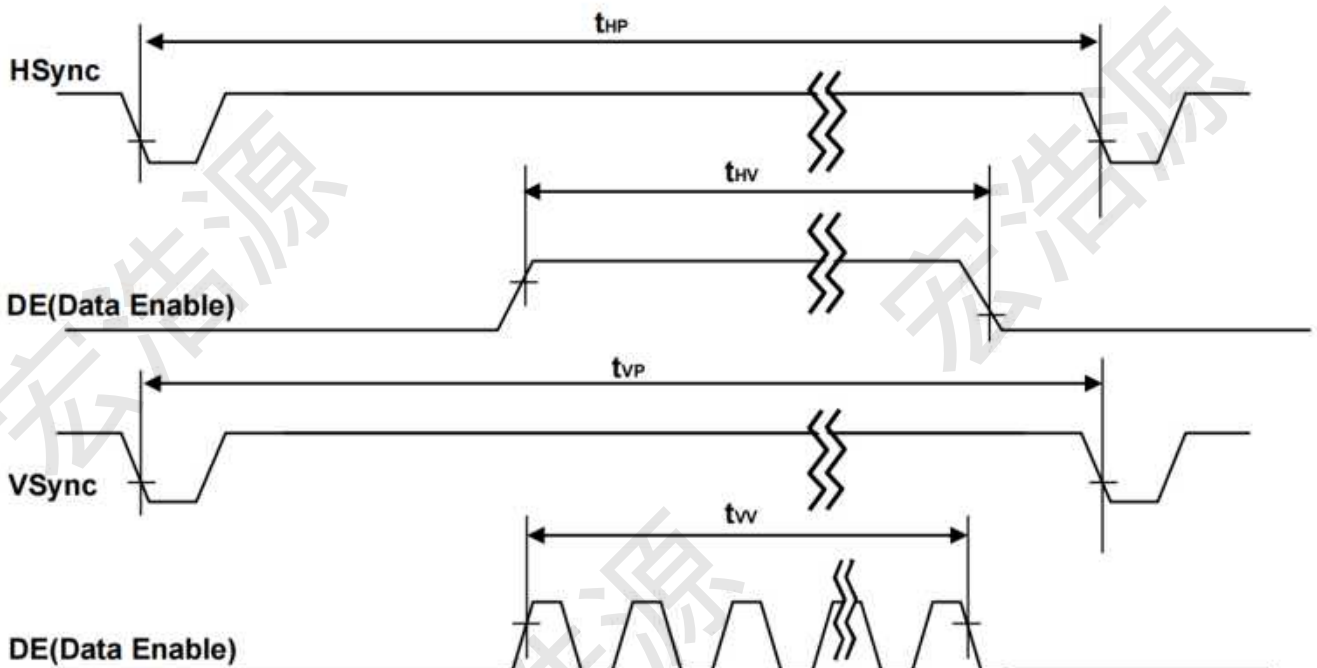 tHP
HSync
tHV
DE(Data Enable)
tVP
VSync
tVV
DE(Data Enable)
宏浩源
宏浩源
宏浩源